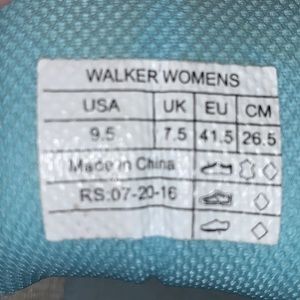 WALKER WOMENS
USA UK EU CM
9.5 7.5 41.5 26.5
Made in China
RS:07-20-16